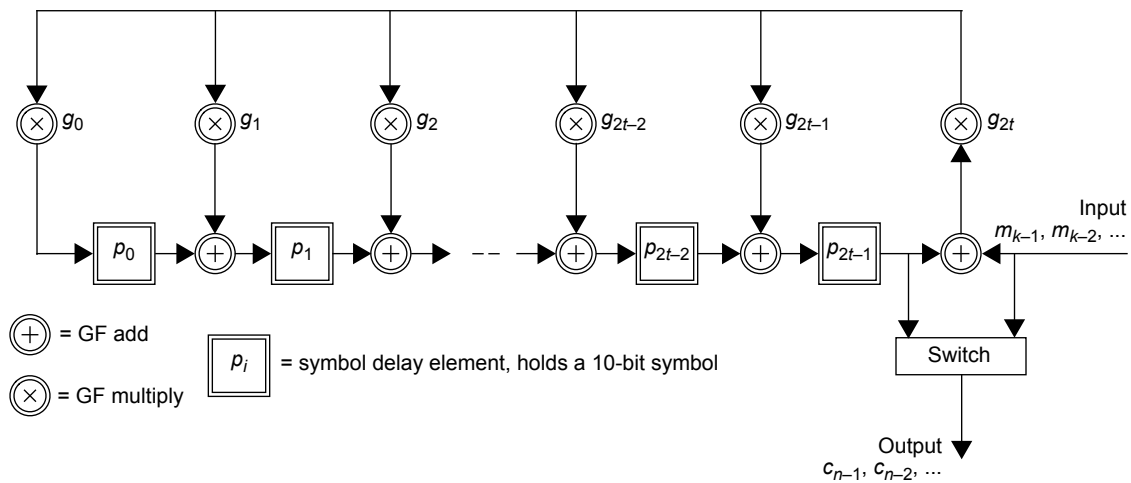 g0 g1 g2 g2t–2 g2t–1 g2t
Input
mk–1, mk–2, ...
p0 p1 – – p2t–2 p2t–1
= GF add
pi = symbol delay element, holds a 10-bit symbol
Switch
= GF multiply
Output
cn–1, cn–2, ...